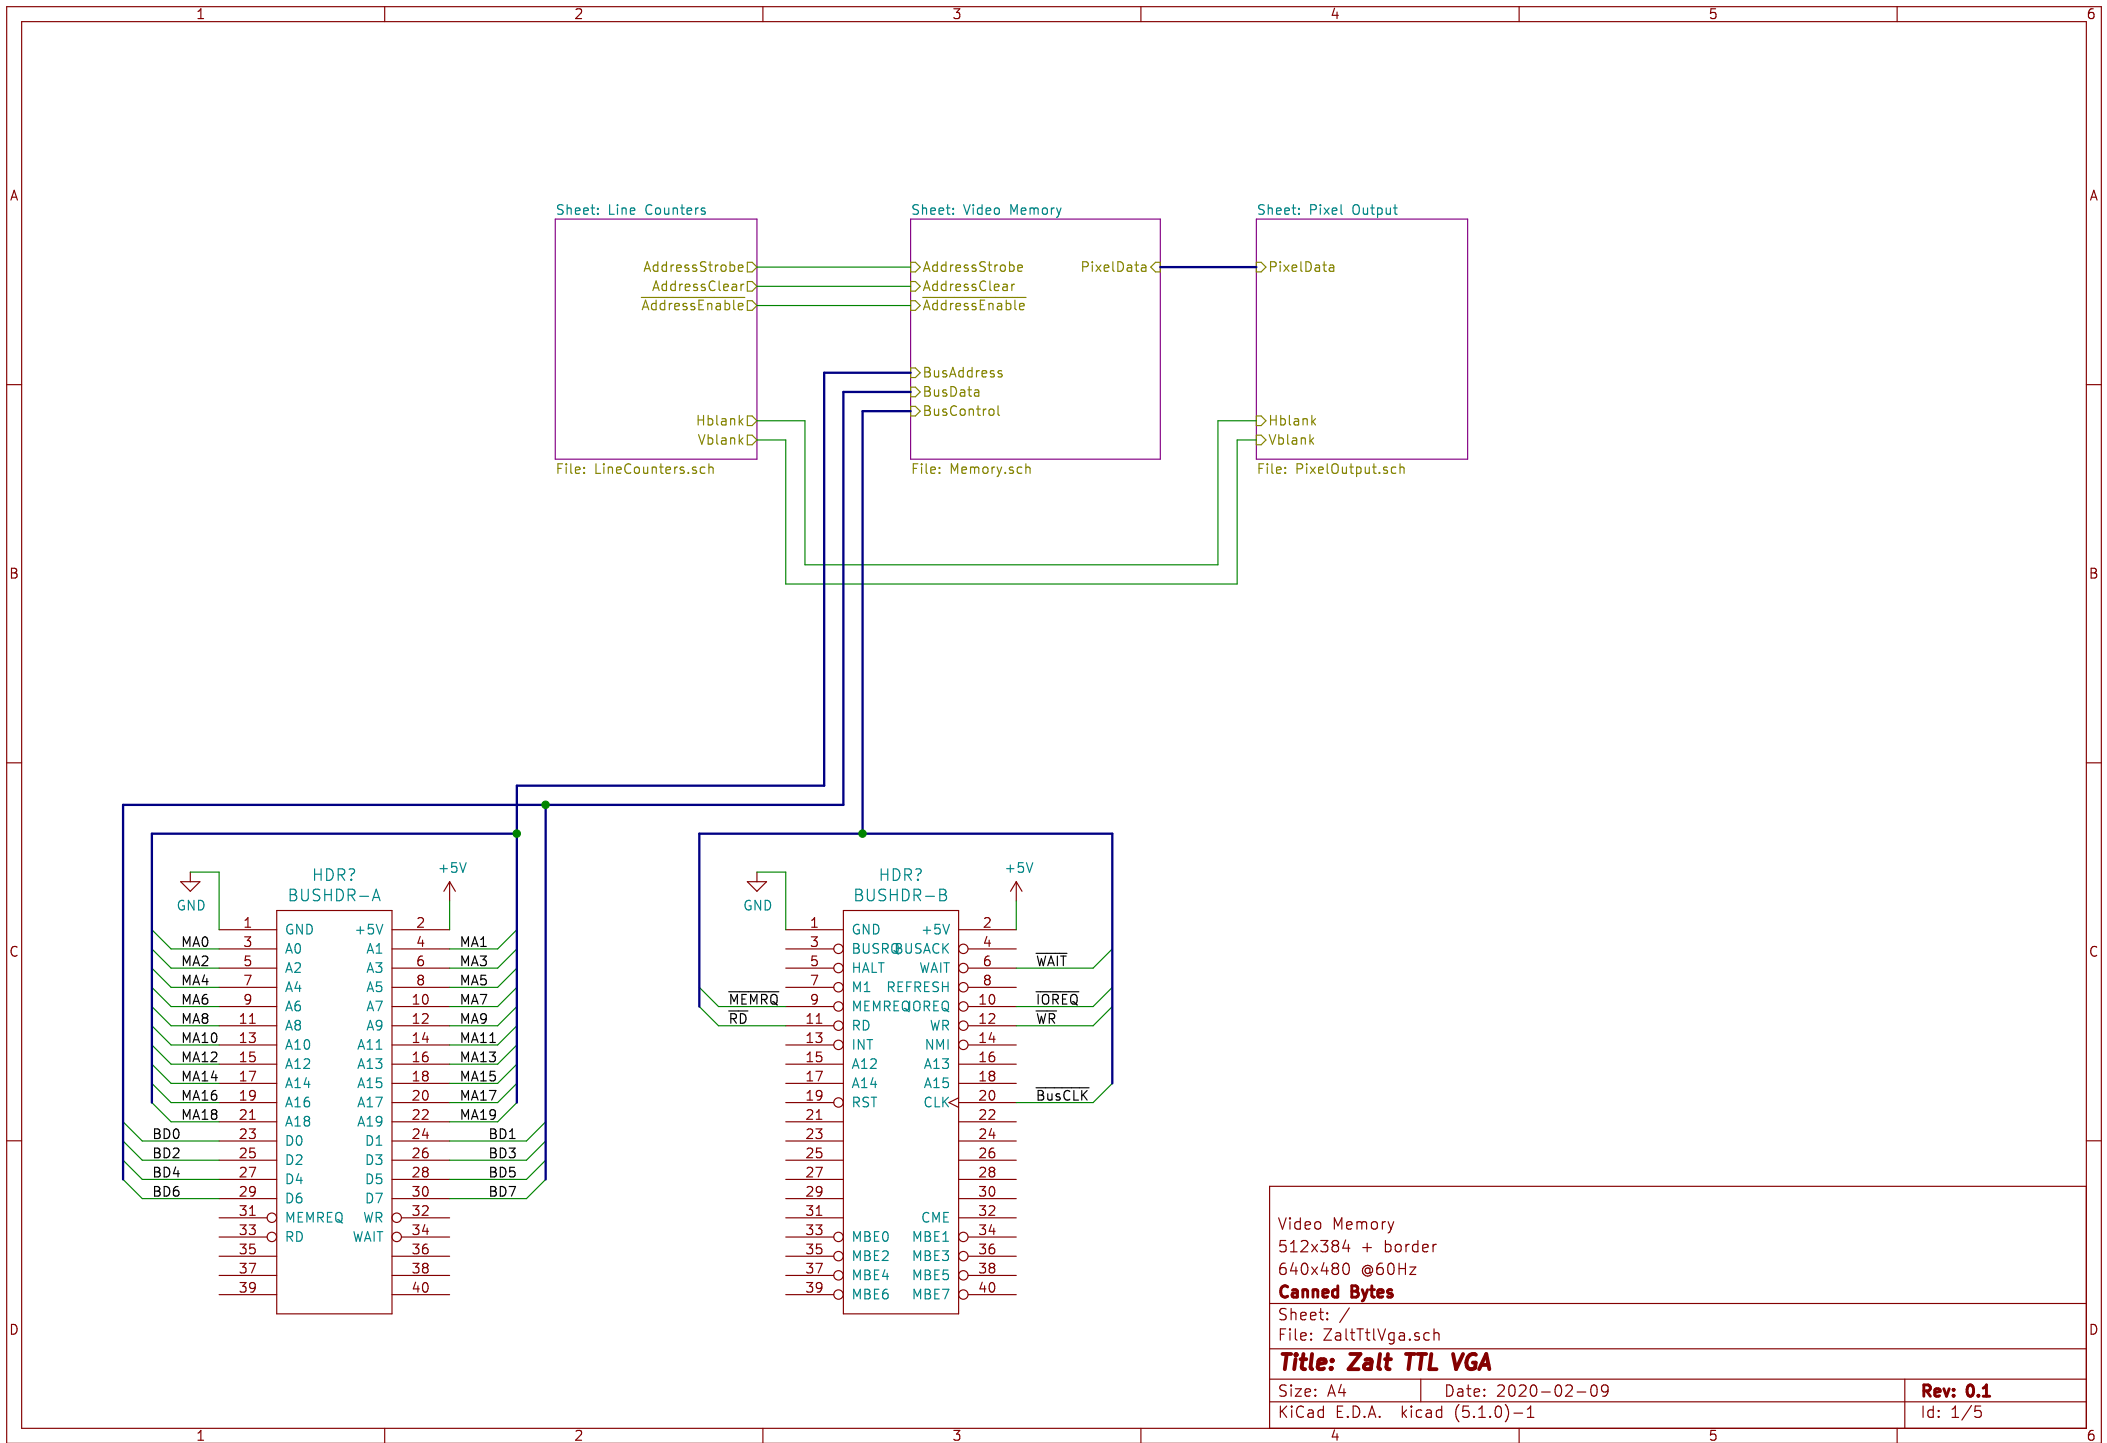 1 2 3 4 5 6
A A
B B
C C
D D
Sheet: Line Counters
AddressStrobe
AddressClear
AddressEnable
Hblank
Vblank
File: LineCounters.sch
Sheet: Video Memory
AddressStrobe PixelData
AddressClear
AddressEnable
BusAddress
BusData
BusControl
File: Memory.sch
Sheet: Pixel Output
PixelData
Hblank
Vblank
File: PixelOutput.sch
HDR?
BUSHDR-A
GND
+5V
1 GND +5V 2
MA0 3 A0 A1 4 MA1
MA2 5 A2 A3 6 MA3
MA4 7 A4 A5 8 MA5
MA6 9 A6 A7 10 MA7
MA8 11 A8 A9 12 MA9
MA10 13 A10 A11 14 MA11
MA12 15 A12 A13 16 MA13
MA14 17 A14 A15 18 MA15
MA16 19 A16 A17 20 MA17
MA18 21 A18 A19 22 MA19
BD0 23 D0 D1 24 BD1
BD2 25 D2 D3 26 BD3
BD4 27 D4 D5 28 BD5
BD6 29 D6 D7 30 BD7
31 MEMREQ WR 32
33 RD WAIT 34
35 36
37 38
39 40
HDR?
BUSHDR-B
GND
+5V
1 GND +5V 2
3 BUSRQ BUSACK 4
5 HALT WAIT 6 WAIT
7 M1 REFRESH 8
MEMRQ 9 MEMREQ IOREQ 10 IOREQ
RD 11 RD WR 12 WR
13 INT NMI 14
15 A12 A13 16
17 A14 A15 18
19 RST CLK 20 BusCLK
21 22
23 24
25 26
27 28
29 30
31 CME 32
33 MBE0 MBE1 34
35 MBE2 MBE3 36
37 MBE4 MBE5 38
39 MBE6 MBE7 40
Video Memory
512x384 + border
640x480 @60Hz
Canned Bytes
Sheet: /
File: ZaltTtlVga.sch
Title: Zalt TTL VGA
Size: A4 Date: 2020-02-09 Rev: 0.1
KiCad E.D.A. kicad (5.1.0)-1 Id: 1/5
1 2 3 4 5 6